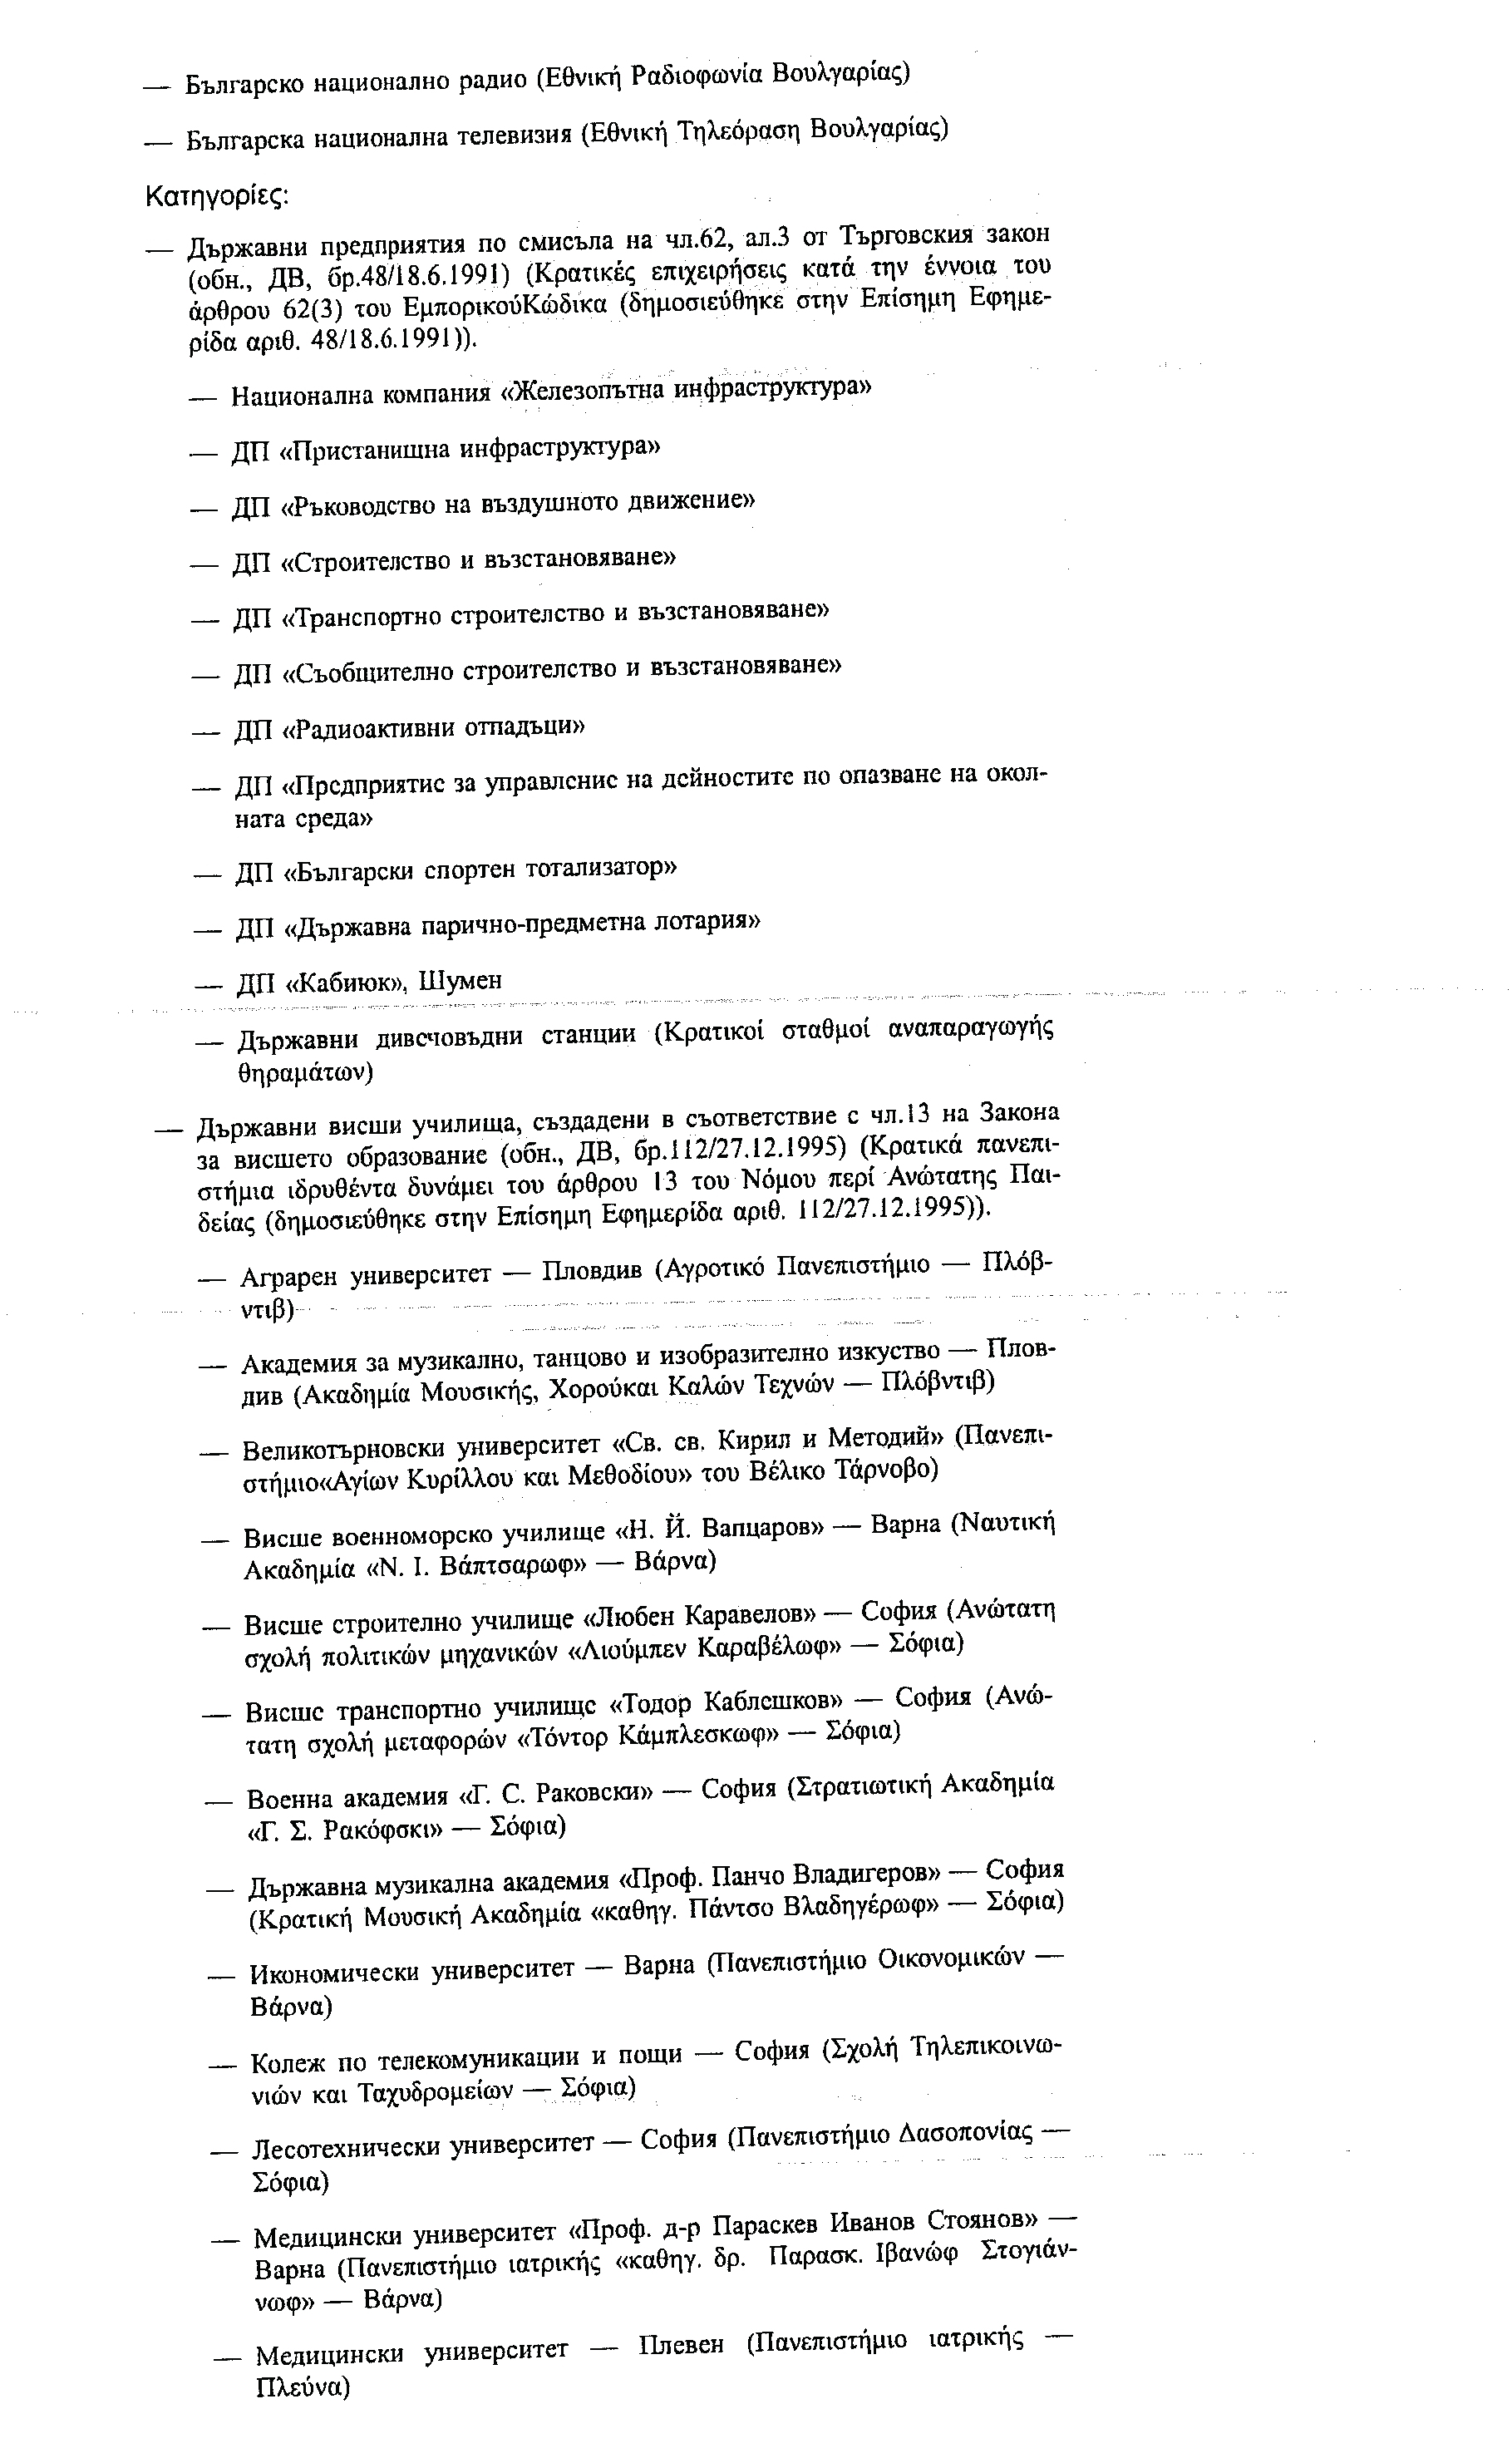 — Българско национално радио (Εθνική Ραδιοφωνία Βουλγαρίας)
— Българска национална телевизия (Εθνική Τηλεόραση Βουλγαρίας)
Κατηγορίες:
— Държавни предприятия по смисъла на чл.62, ал.3 от Търговския закон
(обн., ДВ, бр.48/18.6.1991) (Κρατικές επιχειρήσεις κατά την έννοια του
άρθρου 62(3) του ΕμπορικούΚώδικα (δημοσιεύθηκε στην Επίσημη Εφημε-
ρίδα αριθ. 48/18.6.1991)).
— Национална компания «Железопътна инфраструктура»
— ДП «Пристанищна инфраструктура»
— ДП «Ръководство на въздушното движение»
— ДП «Строителство и възстановяване»
— ДП «Транспортно строителство и възстановяване»
— ДП «Съобщително строителство и възстановяване»
— ДП «Радиоактивни отпадъци»
— ДП «Предприятие за управление на дейностите по опазване на окол-
ната среда»
— ДП «Български спортен тотализатор»
— ДП «Държавна парично-предметна лотария»
— ДП «Кабиюк», Шумен
— Държавни дивечовъдни станции (Κρατικοί σταθμοί αναπαραγωγής
θηραμάτων)
— Държавни висши училища, създадени в съответствие с чл.13 на Закона
за висшето образование (обн., ДВ, бр.112/27.12.1995) (Κρατικά πανεπι-
στήμια ιδρυθέντα δυνάμει του άρθρου 13 του Νόμου περί Ανώτατης Παι-
δείας (δημοσιεύθηκε στην Επίσημη Εφημερίδα αριθ. 112/27.12.1995)).
— Аграрен университет — Пловдив (Αγροτικό Πανεπιστήμιο — Πλόβ-
ντιβ)
— Академия за музикално, танцово и изобразително изкуство — Плов-
див (Ακαδημία Μουσικής, Χορούκαι Καλών Τεχνών — Πλόβντιβ)
— Великотърновски университет «Св. св. Кирил и Методий» (Πανεπι-
στήμιο«Αγίων Κυρίλλου και Μεθοδίου» του Βέλικο Τάρνοβο)
— Висше военноморско училище «Н. Й. Вапцаров» — Варна (Ναυτική
Ακαδημία «Ν. Ι. Βάπτσαρωφ» — Βάρνα)
— Висше строително училище «Любен Каравелов» — София (Ανώτατη
σχολή πολιτικών μηχανικών «Λιούμπεν Καραβέλωφ» — Σόφια)
— Висше транспортно училище «Тодор Каблешков» — София (Ανώ-
τατη σχολή μεταφορών «Τόντορ Κάμπλεσκωφ» — Σόφια)
— Военна академия «Г. С. Раковски» — София (Στρατιωτική Ακαδημία
«Γ. Σ. Ρακόφσκι» — Σόφια)
— Държавна музикална академия «Проф. Панчо Владигеров» — София
(Κρατική Μουσική Ακαδημία «καθηγ. Πάντσο Βλαδηγέρωφ» — Σόφια)
— Икономически университет — Варна (Πανεπιστήμιο Οικονομικών —
Βάρνα)
— Колеж по телекомуникации и пощи — София (Σχολή Τηλεπικοινω-
νιών και Ταχυδρομείων — Σόφια)
— Лесотехнически университет — София (Πανεπιστήμιο Δασοπονίας —
Σόφια)
— Медицински университет «Проф. д-р Параскев Иванов Стоянов» —
Варна (Πανεπιστήμιο ιατρικής «καθηγ. δρ. Παρασκ. Ιβανώφ Στογιάν-
νωφ» — Βάρνα)
— Медицински университет — Плевен (Πανεπιστήμιο ιατρικής —
Πλεύνα)